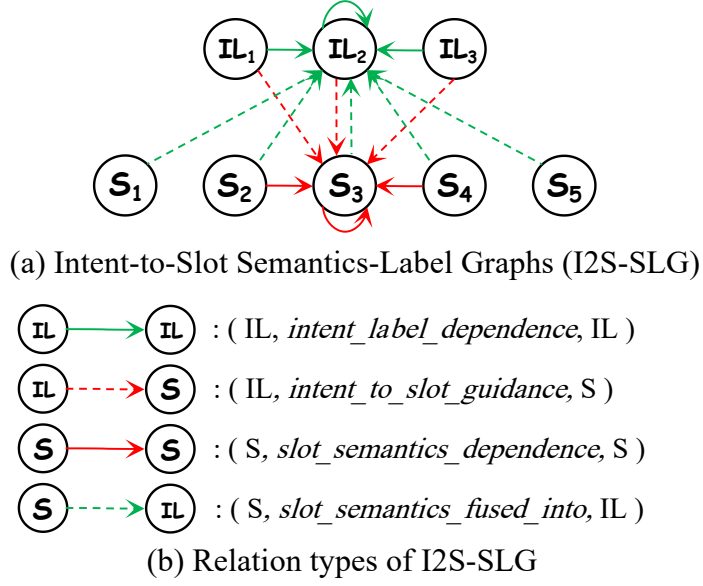 IL₁ IL₂ IL₃
S₁ S₂ S₃ S₄ S₅
(a) Intent-to-Slot Semantics-Label Graphs (I2S-SLG)
IL IL : ( IL, intent_label_dependence, IL )
IL S : ( IL, intent_to_slot_guidance, S )
S S : ( S, slot_semantics_dependence, S )
S IL : ( S, slot_semantics_fused_into, IL )
(b) Relation types of I2S-SLG